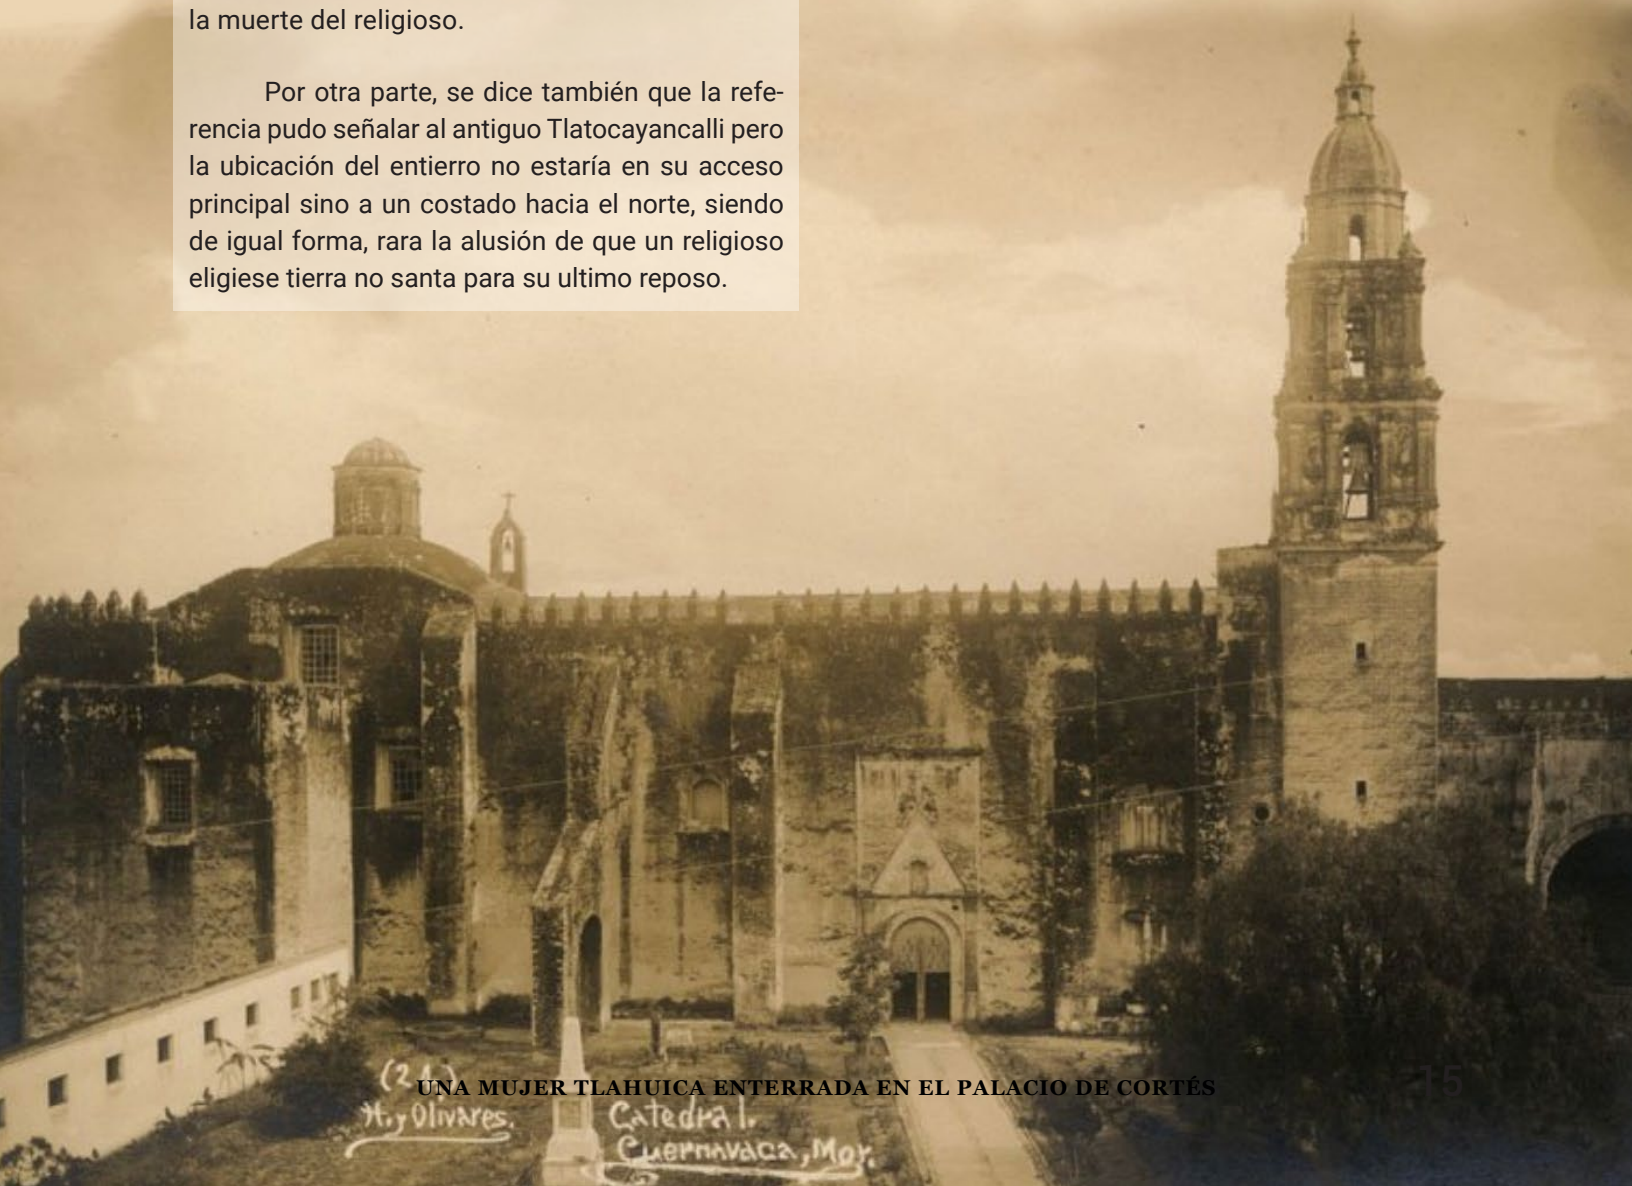 la muerte del religioso.
Por otra parte, se dice también que la refe-
rencia pudo señalar al antiguo Tlatocayancalli pero
la ubicación del entierro no estaría en su acceso
principal sino a un costado hacia el norte, siendo
de igual forma, rara la alusión de que un religioso
eligiese tierra no santa para su ultimo reposo.
UNA MUJER TLAHUICA ENTERRADA EN EL PALACIO DE CORTÉS
15
H. y Olivares.
Catedral.
Cuernavaca, Mor.